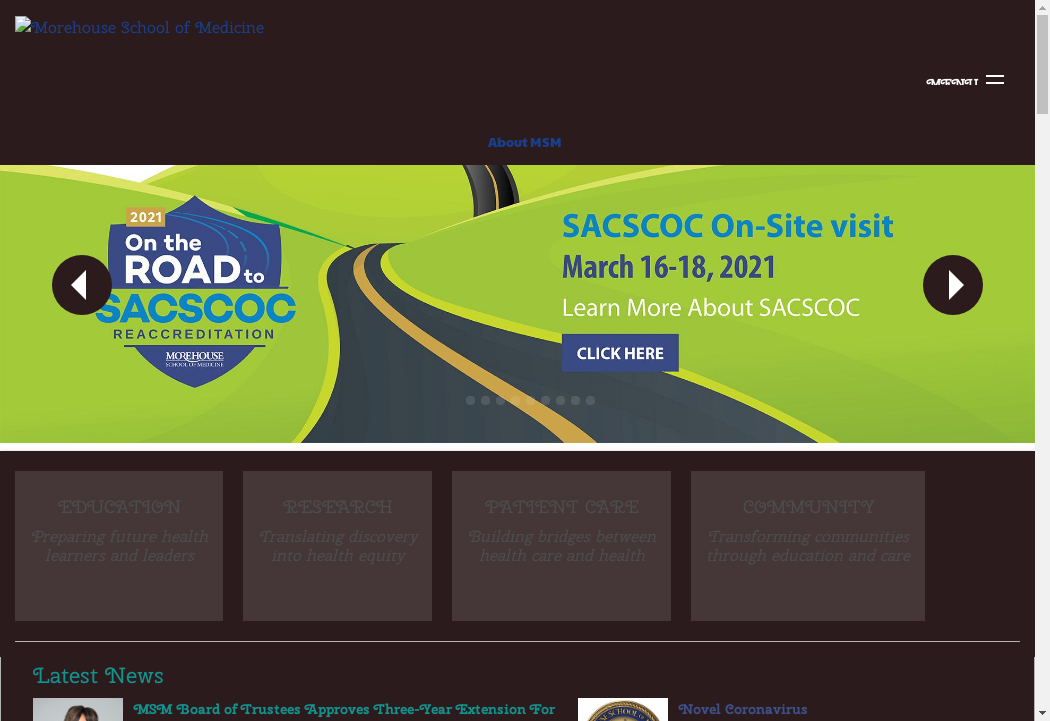 Morehouse School of Medicine
About MSM
2021
On the
ROAD to
SACSCOC
REACCREDITATION
MOREHOUSE
SCHOOL OF MEDICINE
SACSCOC On-Site visit
March 16-18, 2021
Learn More About SACSCOC
CLICK HERE
EDUCATION
Preparing future health
learners and leaders
RESEARCH
Translating discovery
into health equity
PATIENT CARE
Building bridges between
health care and health
COMMUNITY
Transforming communities
through education and care
Latest News
MSM Board of Trustees Approves Three-Year Extension For
Novel Coronavirus